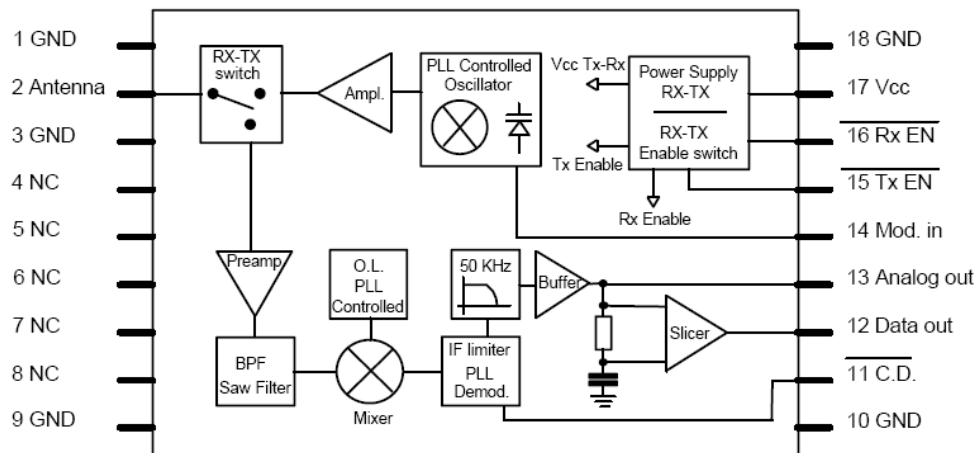 1 GND
2 Antenna
3 GND
4 NC
5 NC
6 NC
7 NC
8 NC
9 GND
RX-TX
switch
Ampl.
PLL Controlled
Oscillator
Vcc Tx-Rx
Tx Enable
Power Supply
RX-TX
RX-TX
Enable switch
Rx Enable
Preamp
O.L.
PLL
Controlled
50 KHz
Buffer
Slicer
BPF
Saw Filter
Mixer
IF limiter
PLL
Demod.
18 GND
17 Vcc
16 Rx EN
15 Tx EN
14 Mod. in
13 Analog out
12 Data out
11 C.D.
10 GND